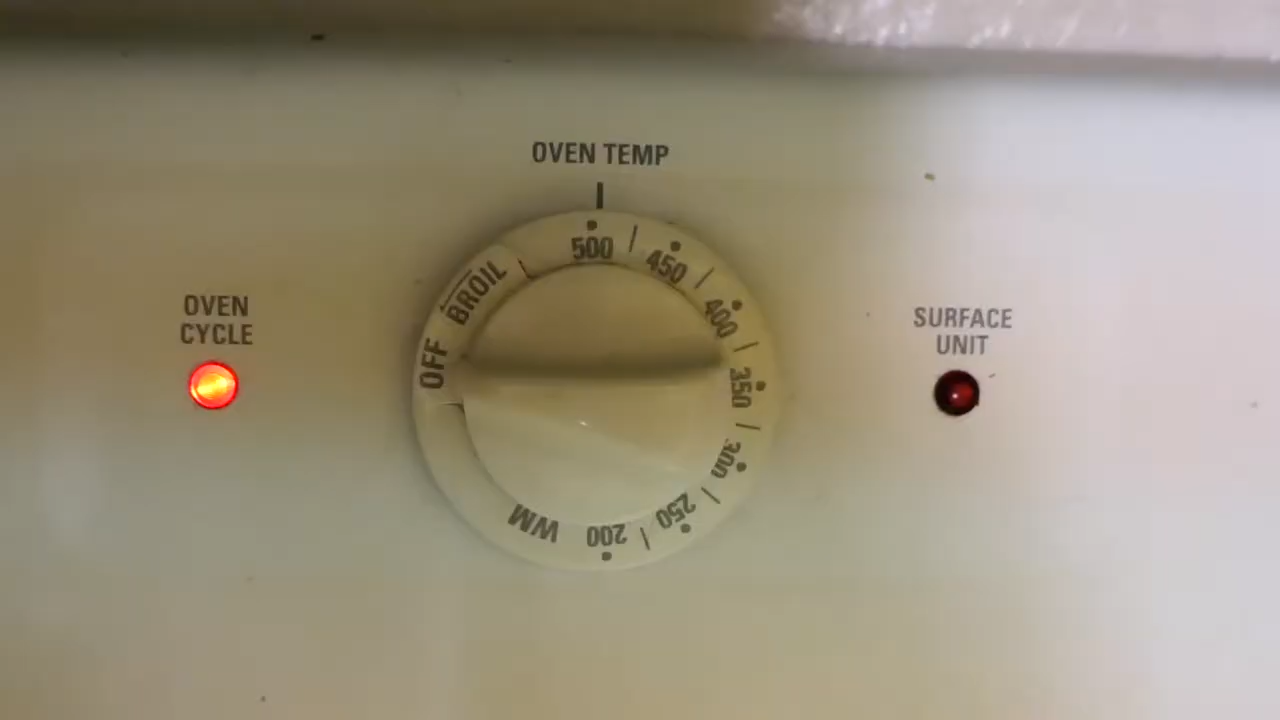 OVEN TEMP
500
450
400
350
300
250
200
WM
OFF
BROIL
OVEN
CYCLE
SURFACE
UNIT